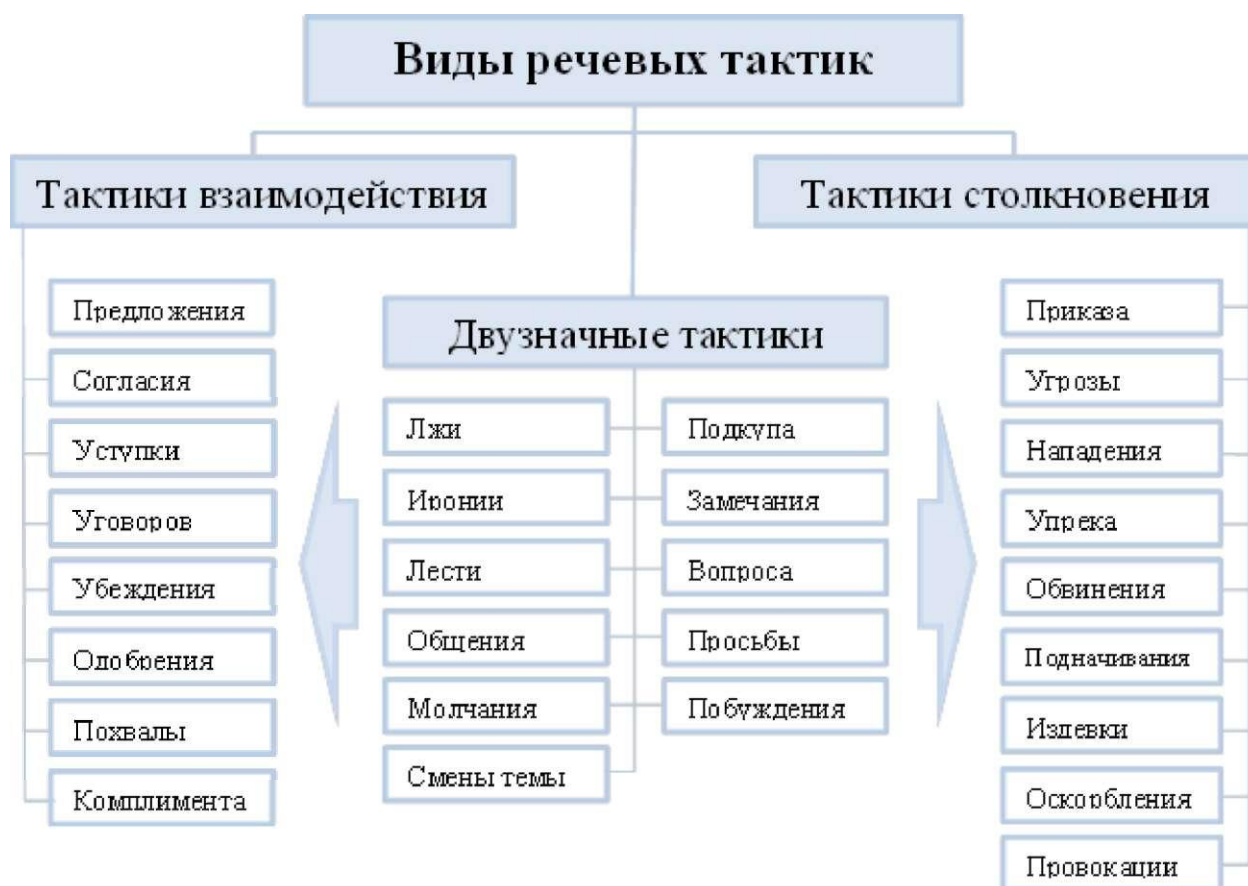 Виды речевых тактик
Тактики взаимодействия
Предложения
Согласия
Уступки
Уговоров
Убеждения
Одобрения
Похвалы
Комплимента
Двузначные тактики
Лжи
Иронии
Лести
Общения
Молчания
Смены темы
Подкупа
Замечания
Вопроса
Просьбы
Побуждения
Тактики столкновения
Приказа
Угрозы
Нападения
Упрека
Обвинения
Подначивания
Издевки
Оскорбления
Провокации